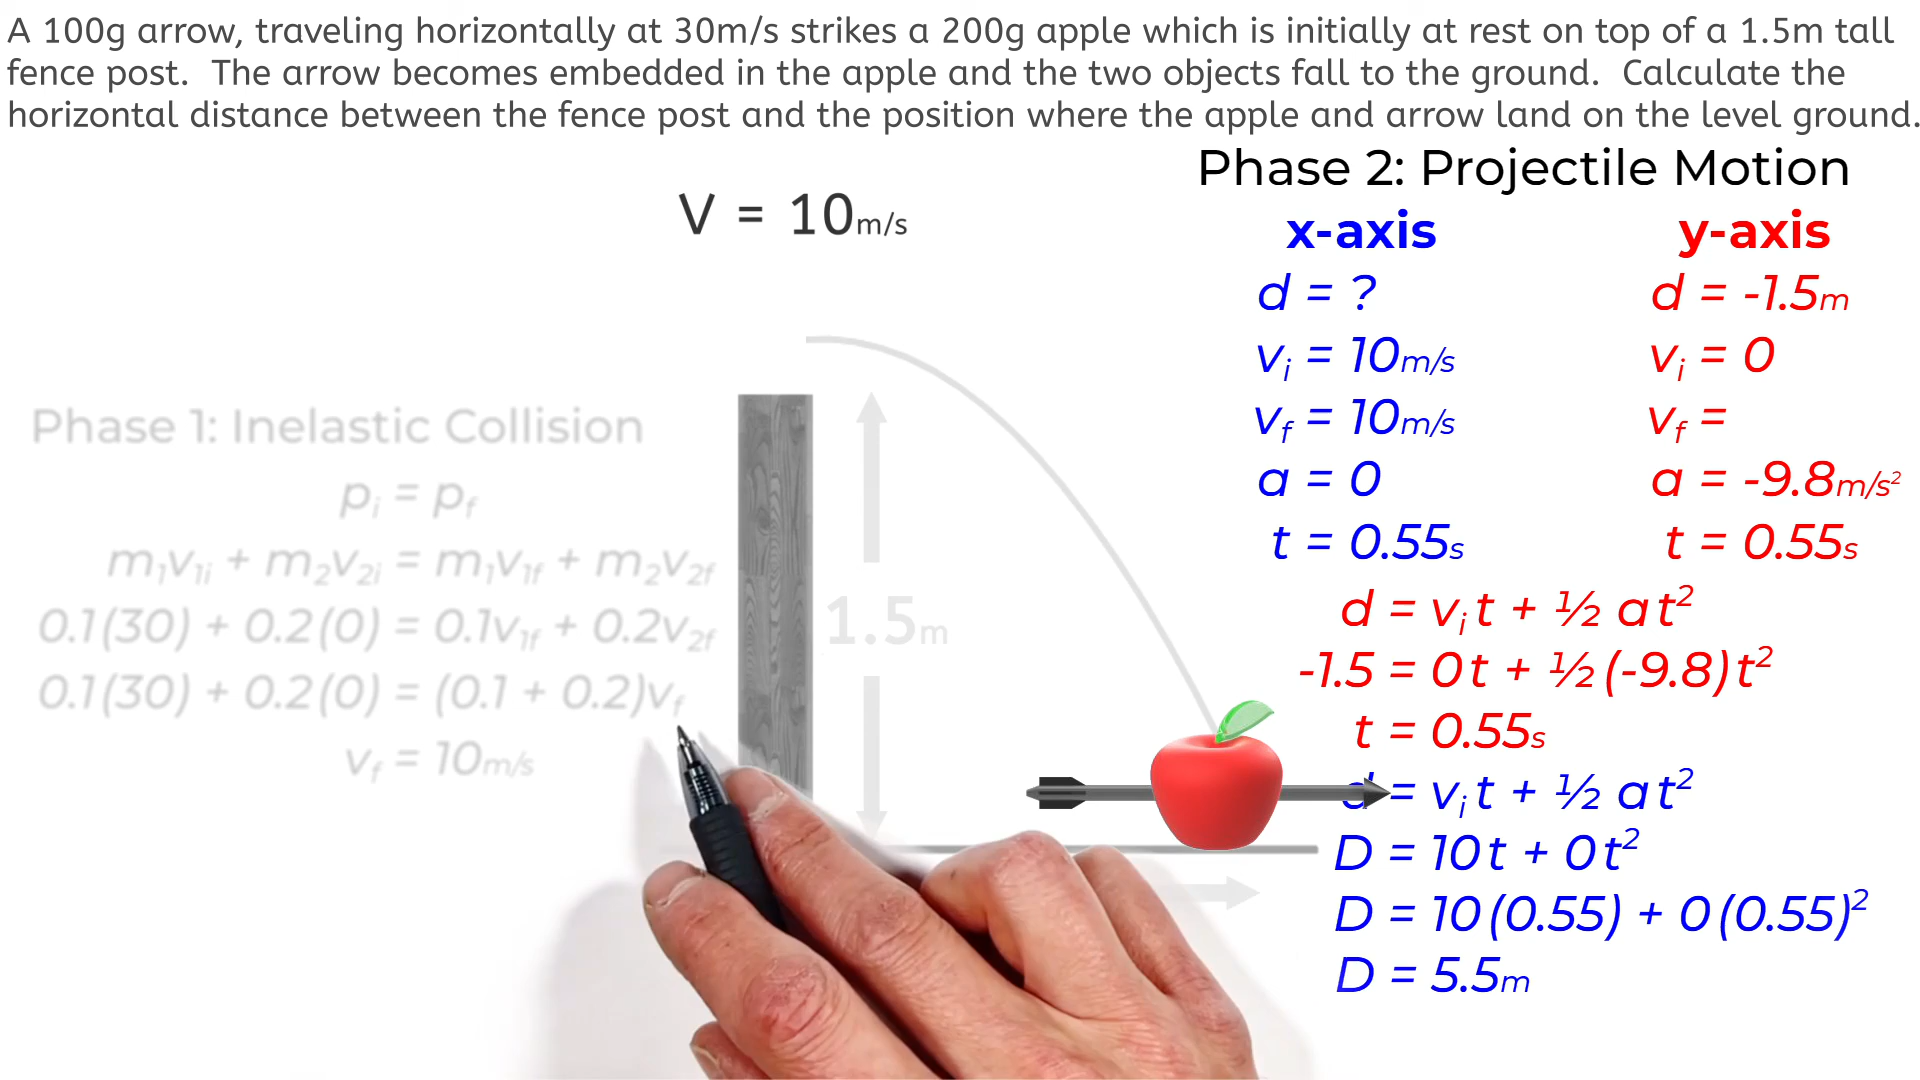 A 100g arrow, traveling horizontally at 30m/s strikes a 200g apple which is initially at rest on top of a 1.5m tall
fence post. The arrow becomes embedded in the apple and the two objects fall to the ground. Calculate the
horizontal distance between the fence post and the position where the apple and arrow land on the level ground.
V = 10m/s
Phase 1: Inelastic Collision
pᵢ = p_f
m₁v₁ᵢ + m₂v₂ᵢ = m₁v₁f + m₂v₂f
0.1(30) + 0.2(0) = 0.1v₁f + 0.2v₂f
0.1(30) + 0.2(0) = (0.1 + 0.2)v_f
v_f = 10m/s
1.5m
Phase 2: Projectile Motion
x-axis
d = ?
vᵢ = 10m/s
v_f = 10m/s
a = 0
t = 0.55s
y-axis
d = -1.5m
vᵢ = 0
v_f =
a = -9.8m/s²
t = 0.55s
d = vᵢt + ½ at²
-1.5 = 0t + ½(-9.8)t²
t = 0.55s
d = vᵢt + ½ at²
D = 10t + 0t²
D = 10(0.55) + 0(0.55)²
D = 5.5m